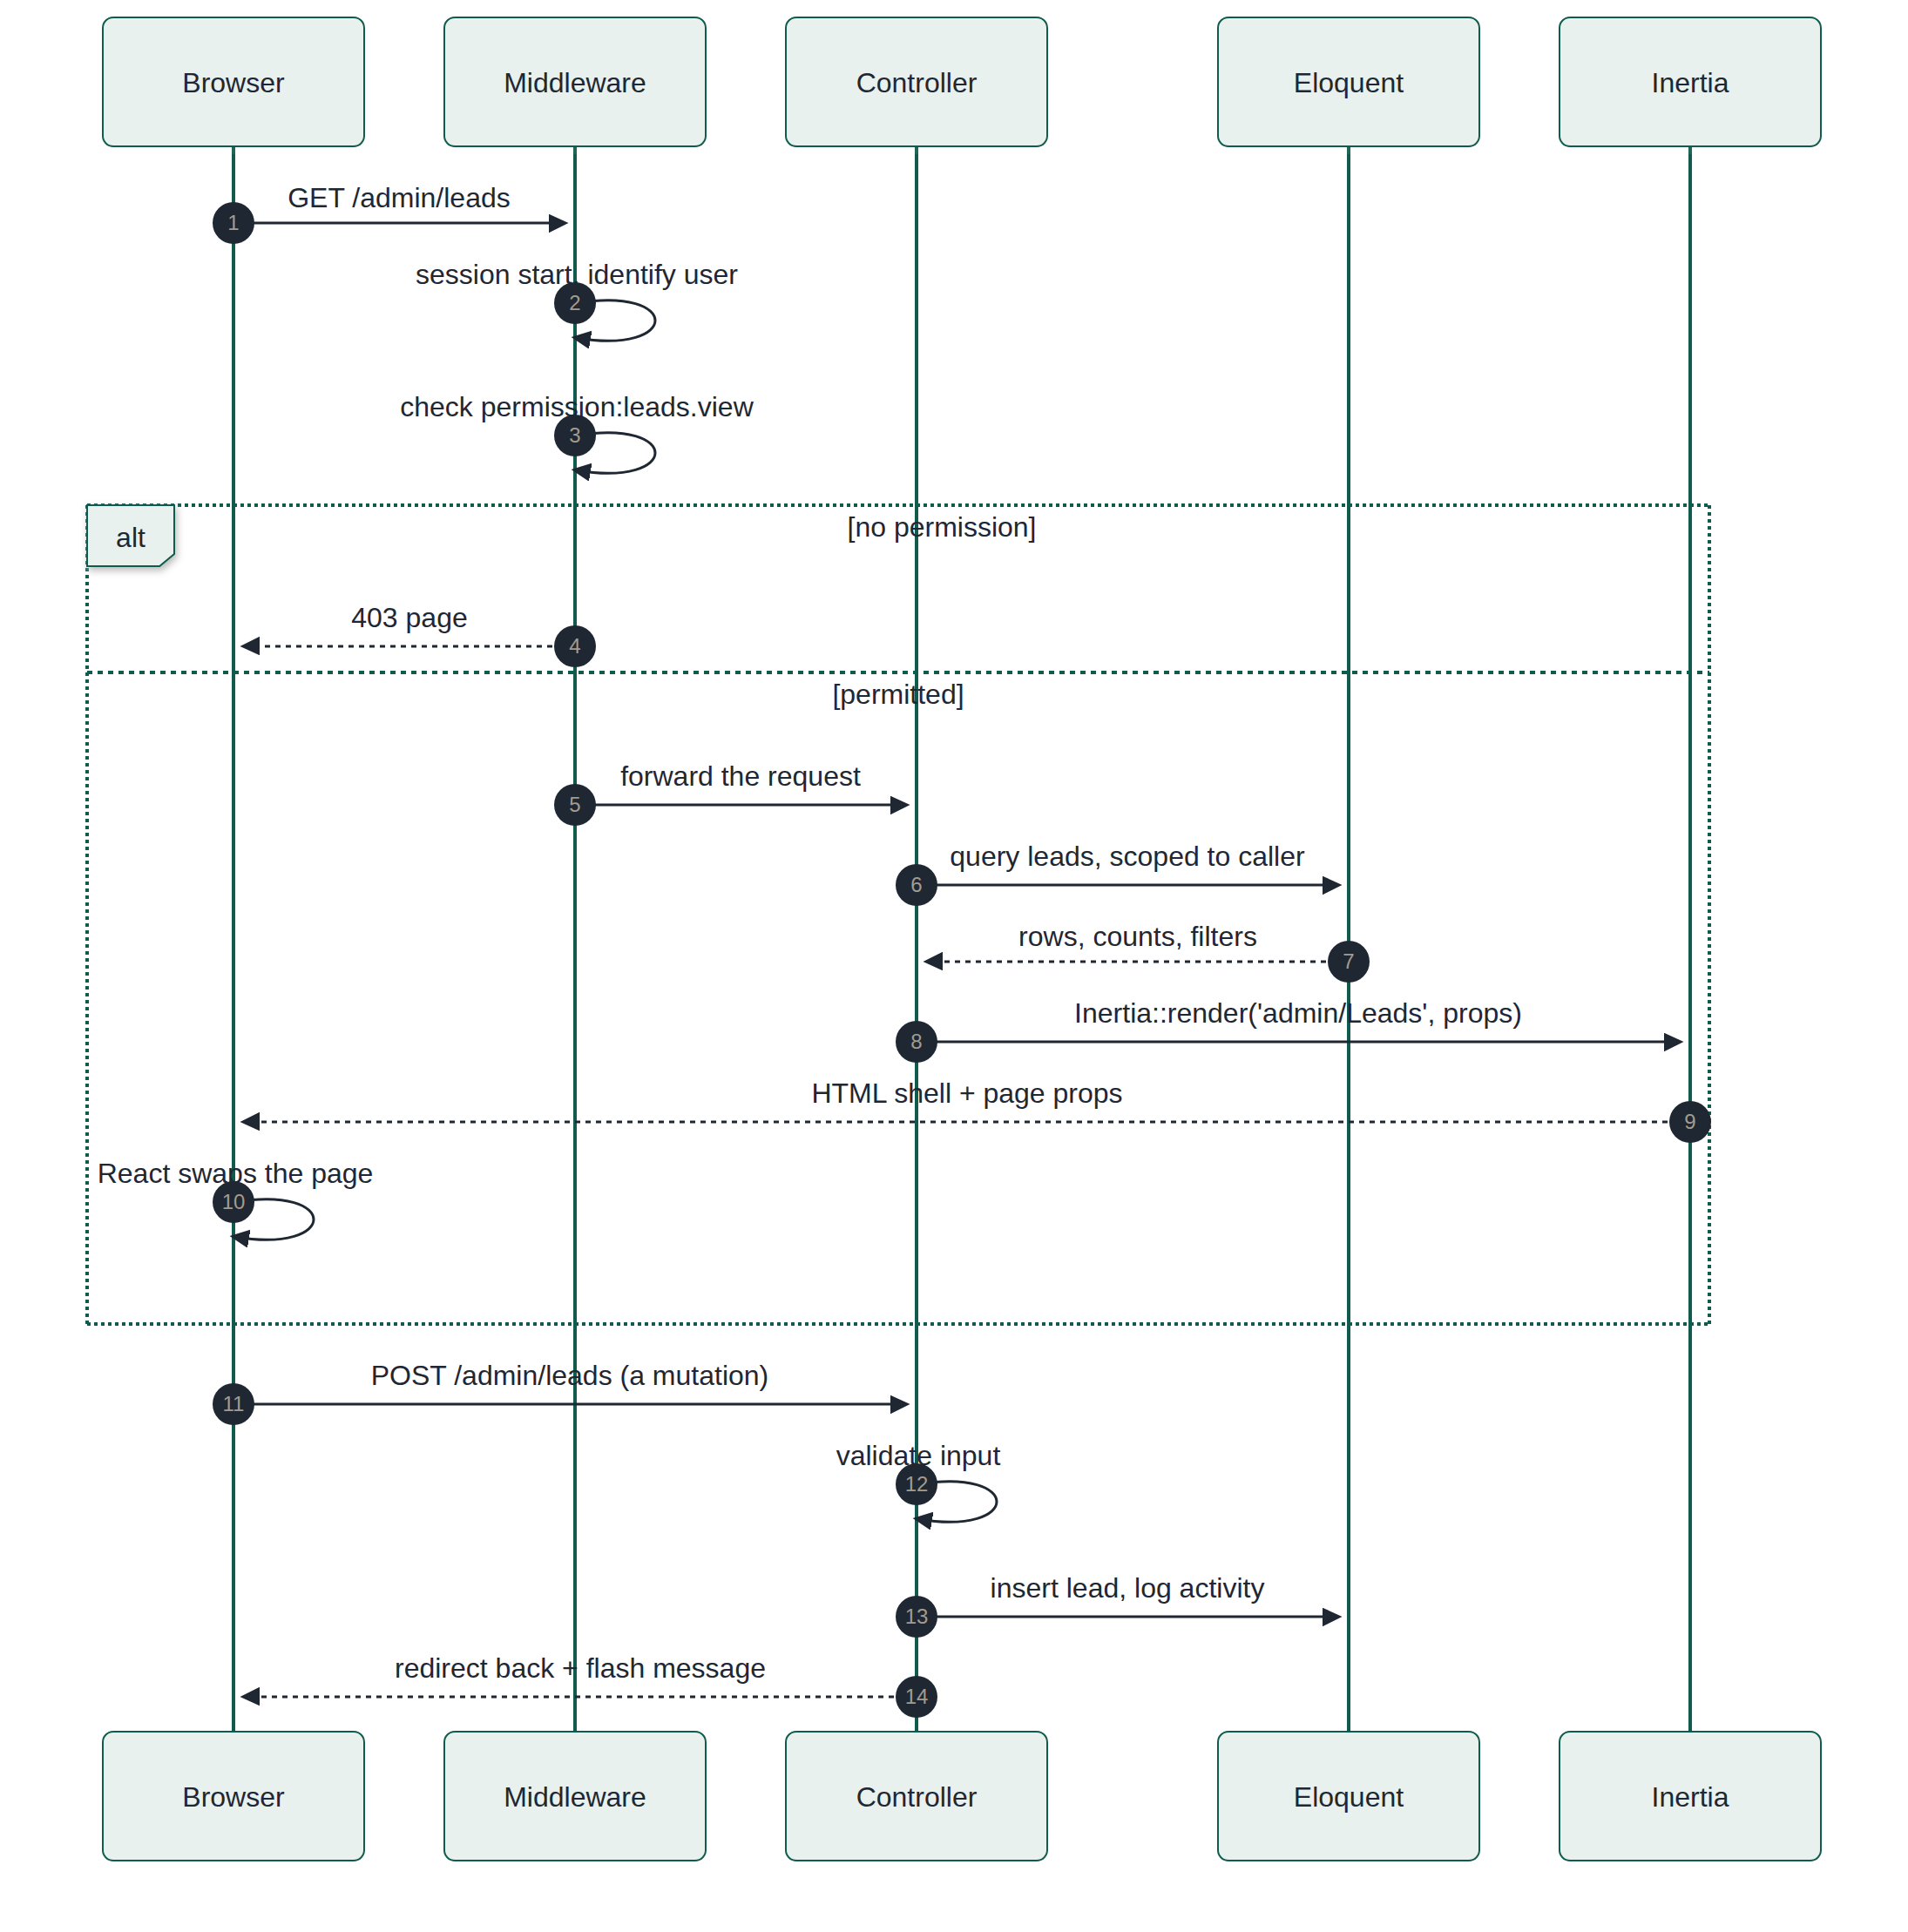 Browser
Middleware
Controller
Eloquent
Inertia
GET /admin/leads
1
session start, identify user
2
check permission:leads.view
3
alt
[no permission]
403 page
4
[permitted]
forward the request
5
query leads, scoped to caller
6
rows, counts, filters
7
Inertia::render('admin/Leads', props)
8
HTML shell + page props
9
React swaps the page
10
POST /admin/leads (a mutation)
11
validate input
12
insert lead, log activity
13
redirect back + flash message
14
Browser
Middleware
Controller
Eloquent
Inertia